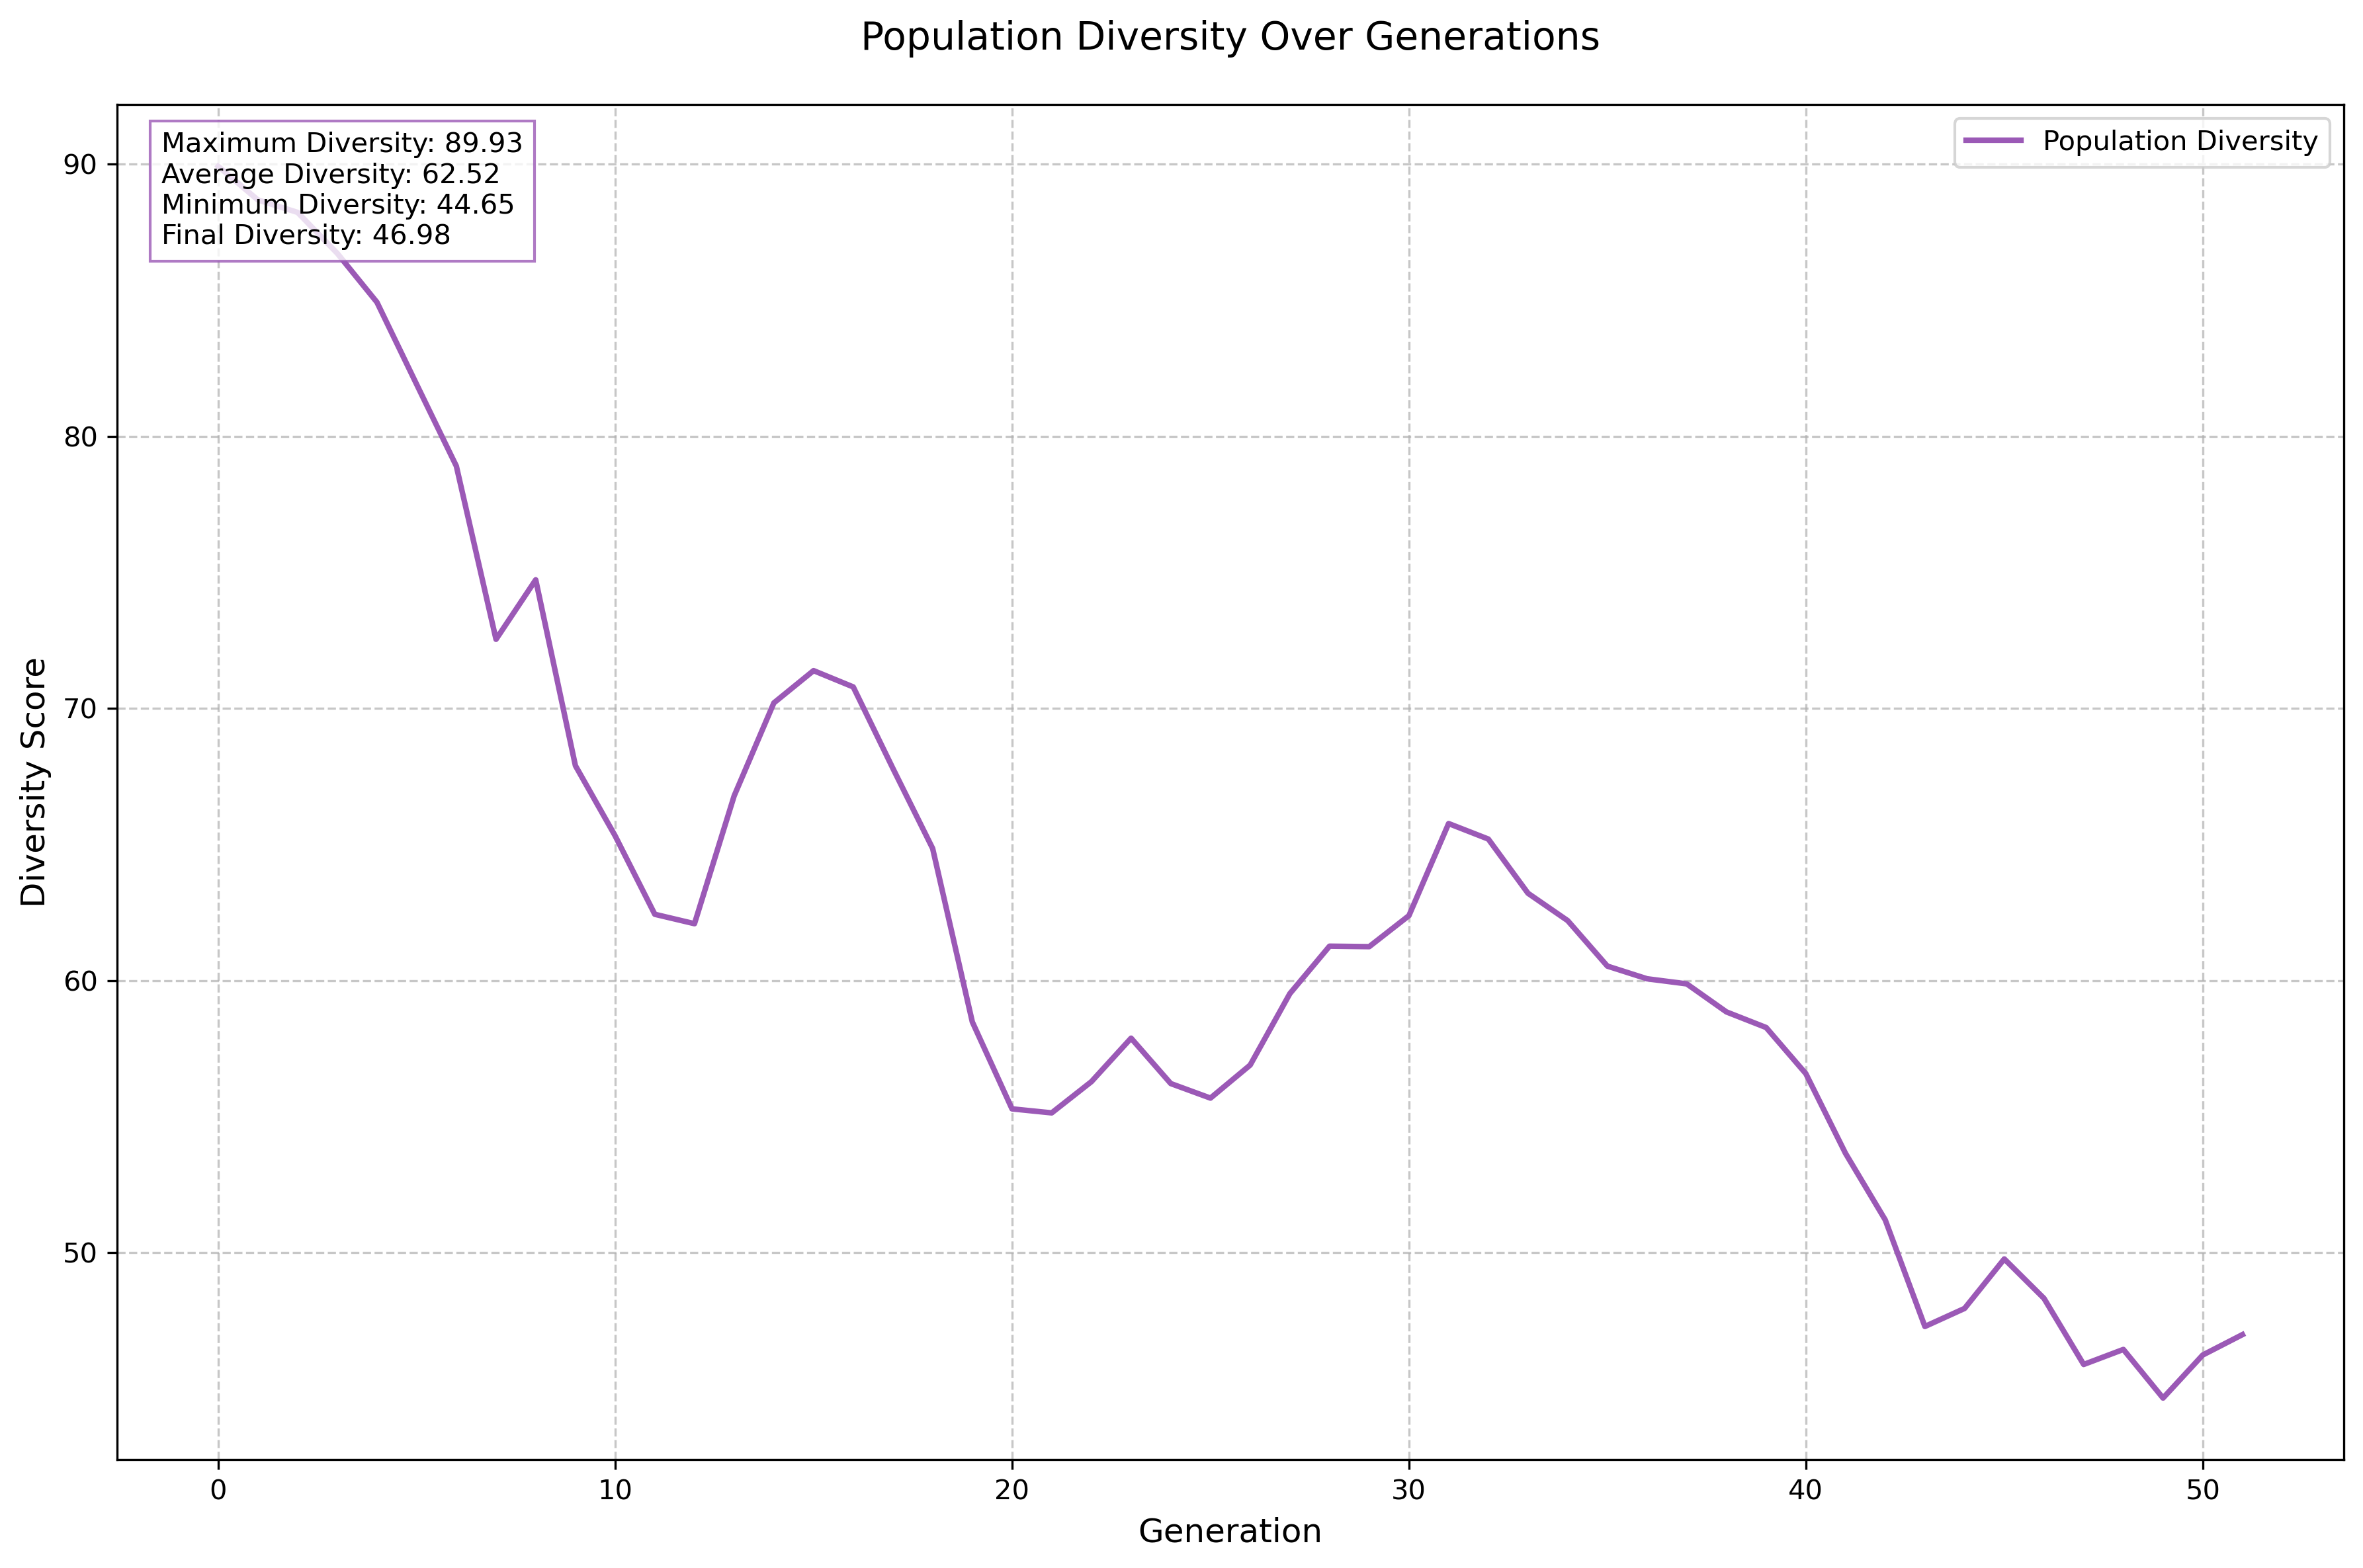 Population Diversity Over Generations
Maximum Diversity: 89.93
Average Diversity: 62.52
Minimum Diversity: 44.65
Final Diversity: 46.98
Population Diversity
90
80
70
60
50
Diversity Score
0 10 20 30 40 50
Generation